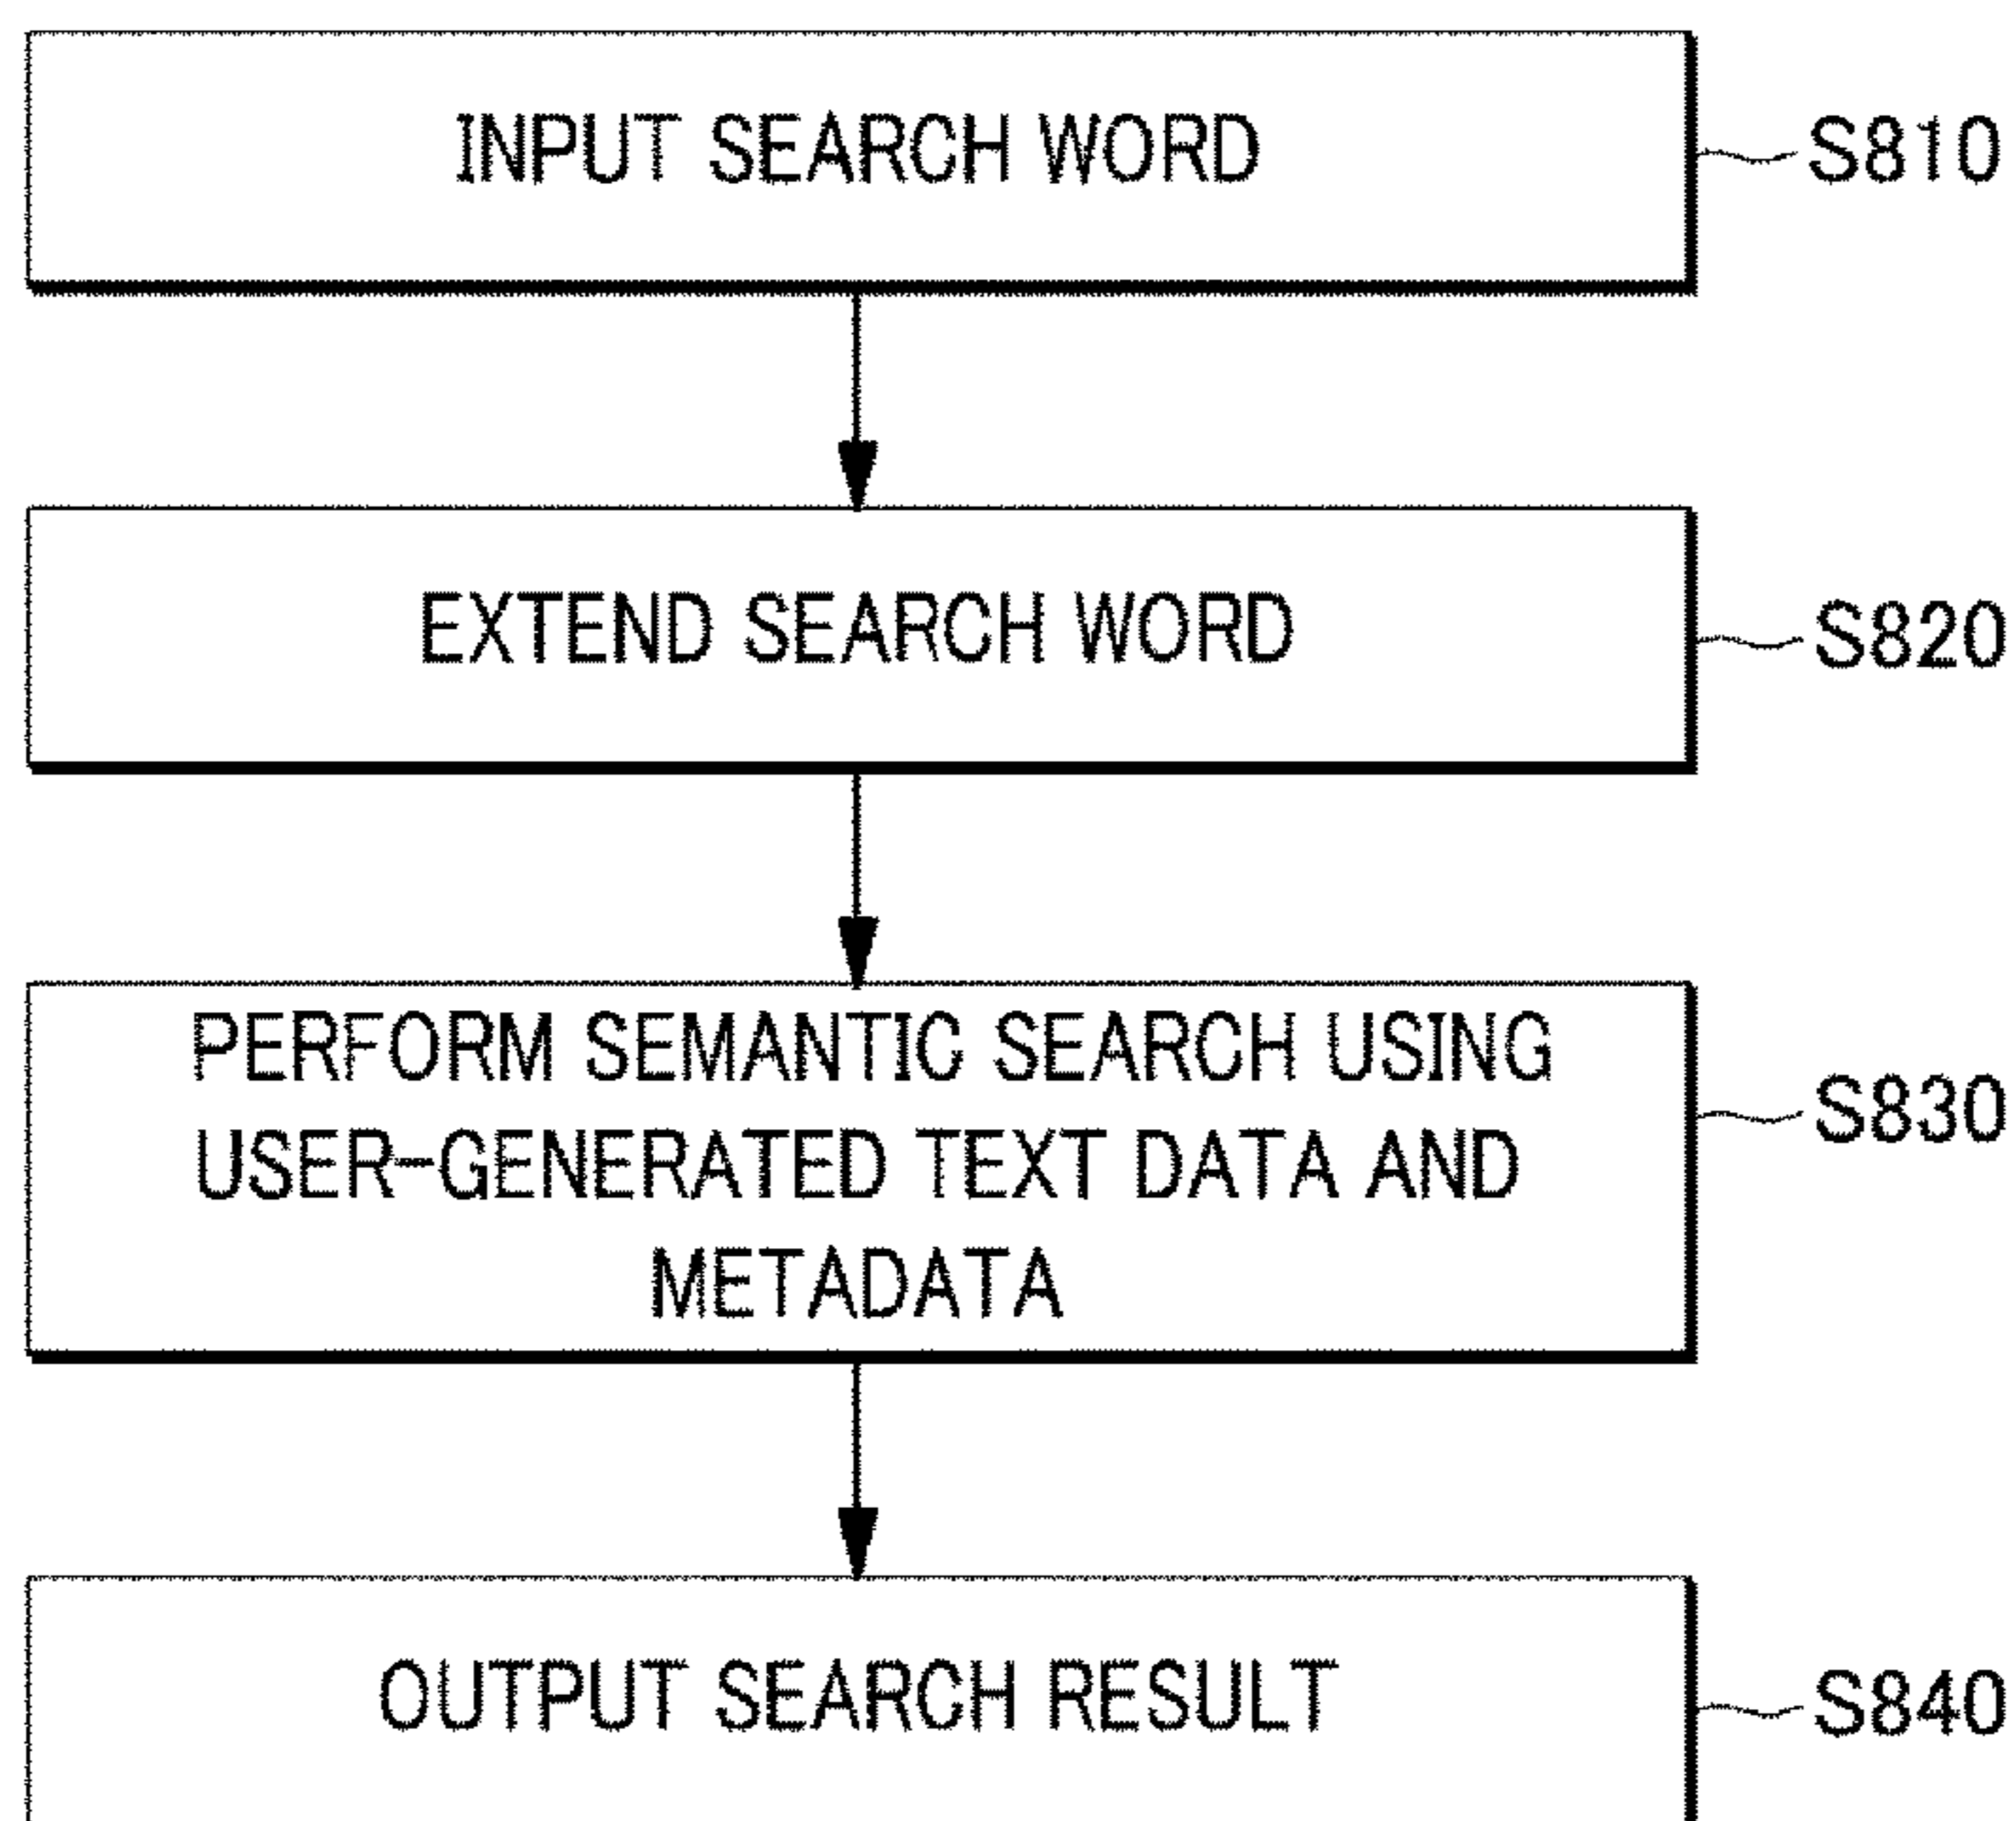 INPUT SEARCH WORD
S810
EXTEND SEARCH WORD
S820
PERFORM SEMANTIC SEARCH USING
USER-GENERATED TEXT DATA AND
METADATA
S830
OUTPUT SEARCH RESULT
S840